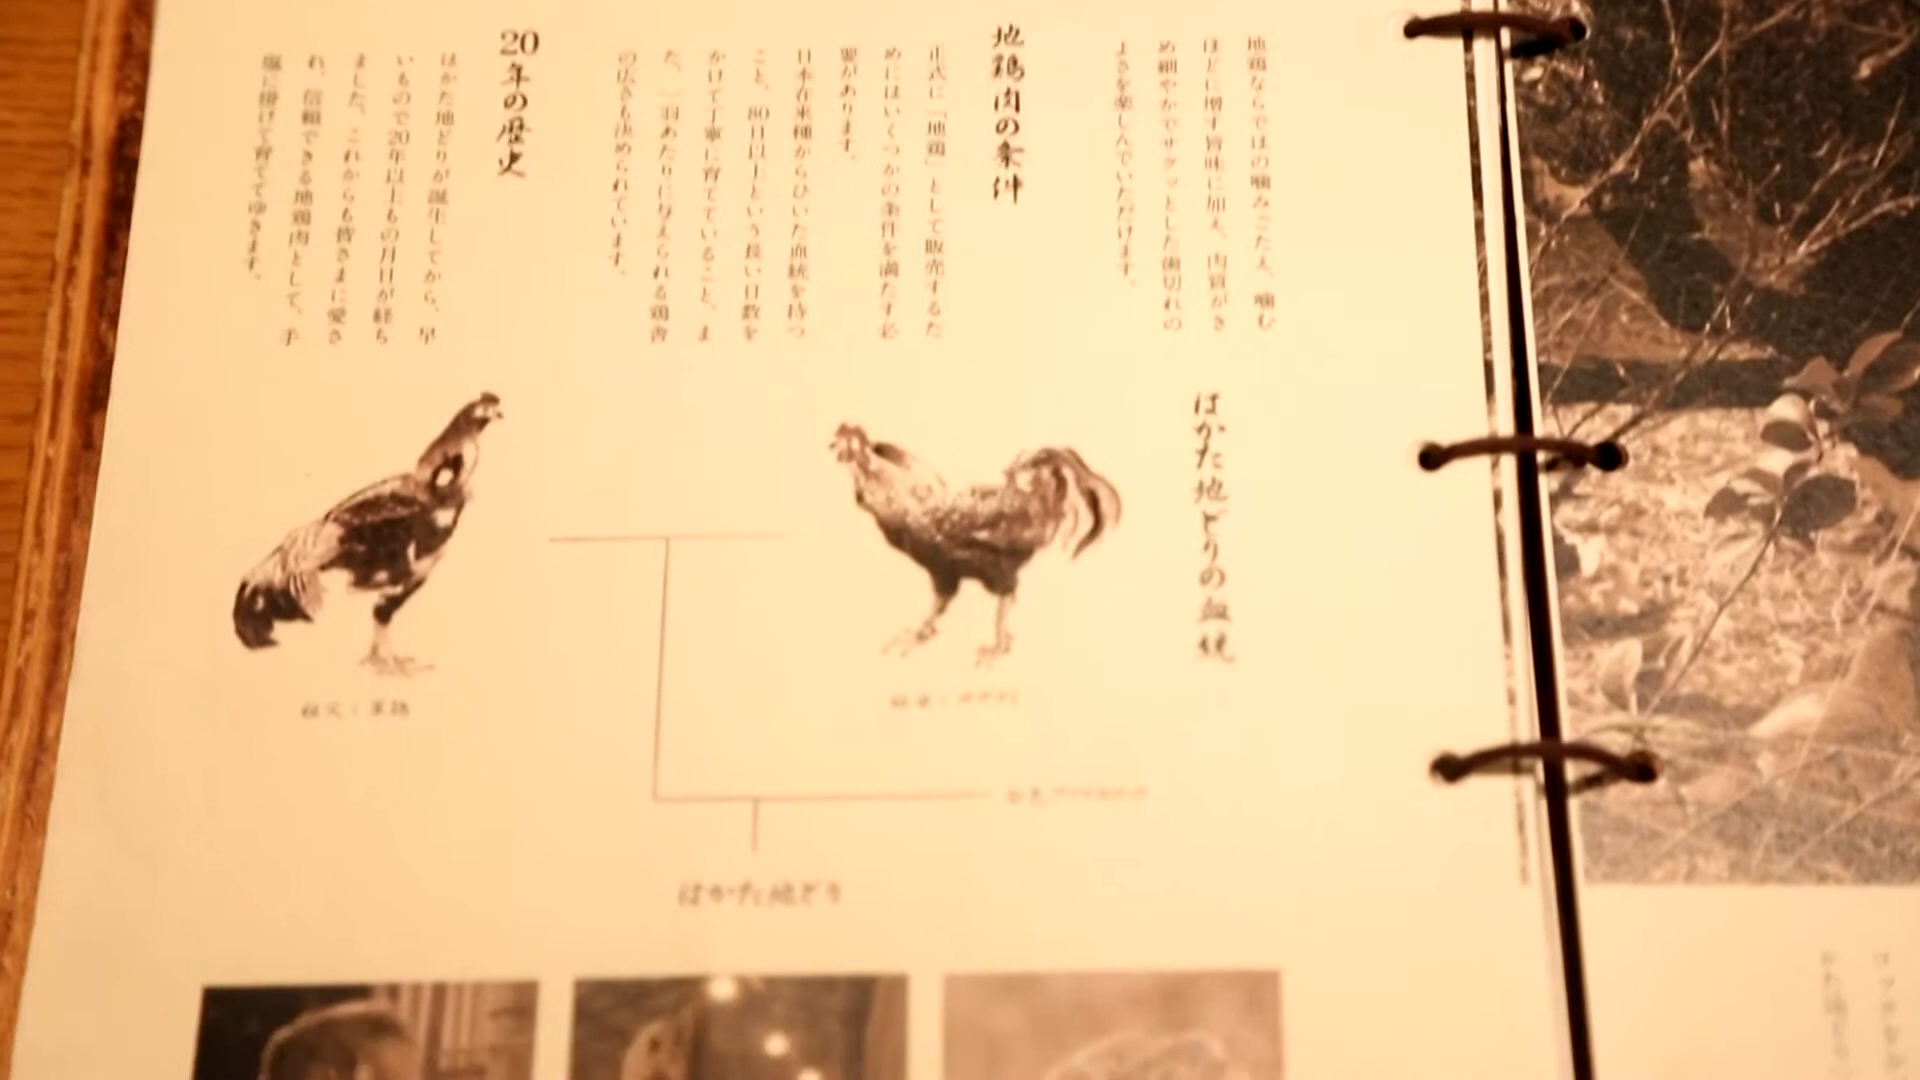 地鶏ならではの噛みごたえ、噛む
ほどに増す旨味に加え、肉質がき
め細やかでサクッとした歯切れの
よさを楽しんでいただけます。
地鶏肉の条件
正式に「地鶏」として販売するた
めにはいくつかの条件を満たす必
要があります。
日本在来種からひいた血統を持つ
こと、80日以上という長い日数を
かけて丁寧に育てていること、ま
た、一羽あたりに与えられる鶏舎
の広さも決められています。
20年の歴史
はかた地どりが誕生してから、早
いもので20年以上もの月日が経ち
ました。これからも皆さまに愛さ
れ、信頼できる地鶏肉として、手
塩に掛けて育ててゆきます。
はかた地どりの血統
祖父：軍鶏
はかた地どり